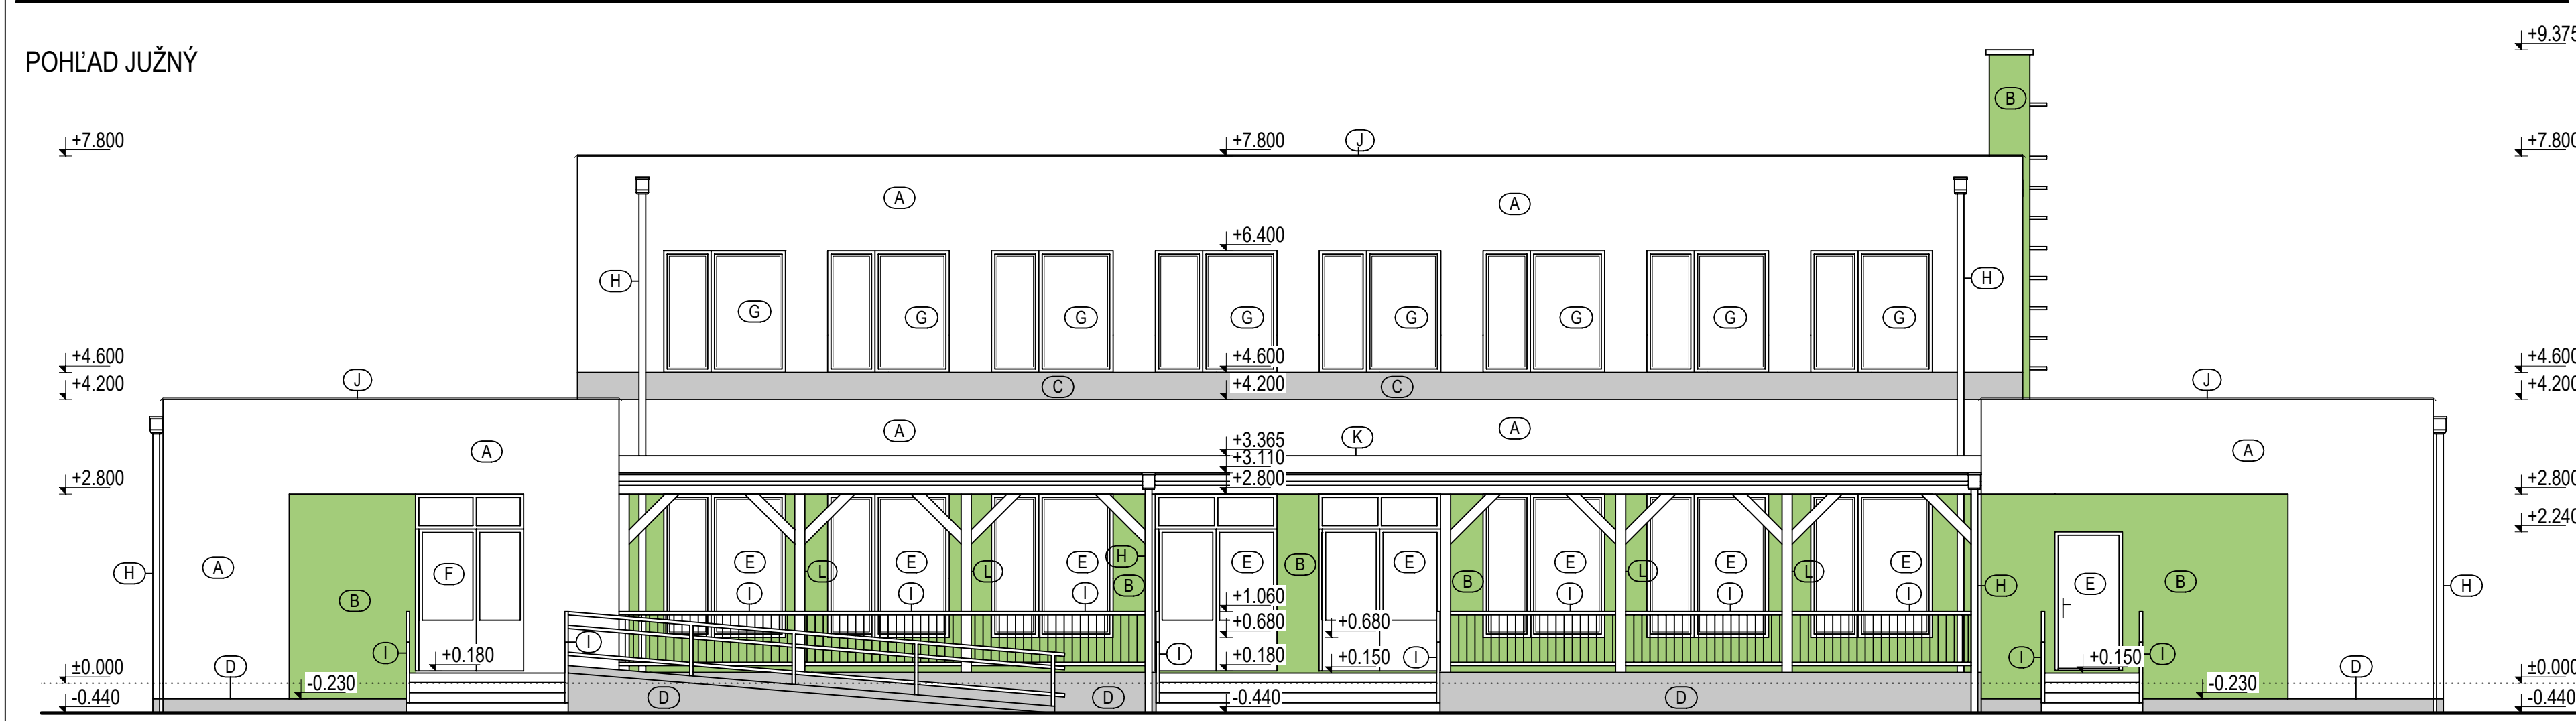 +9.375
POHĽAD JUŽNÝ
B
+7.800 +7.800 J +7.800
A A
+6.400
H H
G G G G G G G G
+4.600 +4.600 +4.600
J C C J
+4.200 +4.200 +4.200
A A
K
+3.365
A A
+3.110
+2.800 +2.800 +2.800
+2.240
H A F E L E L E H E B E E L E L E H E B H
B I I I B B I I I
+1.060
+0.680 +0.680
I I
+0.180 +0.180 +0.150 +0.150
I I I I
D D
±0.000 ±0.000
-0.230 -0.230
-0.440 D D -0.440 D -0.440